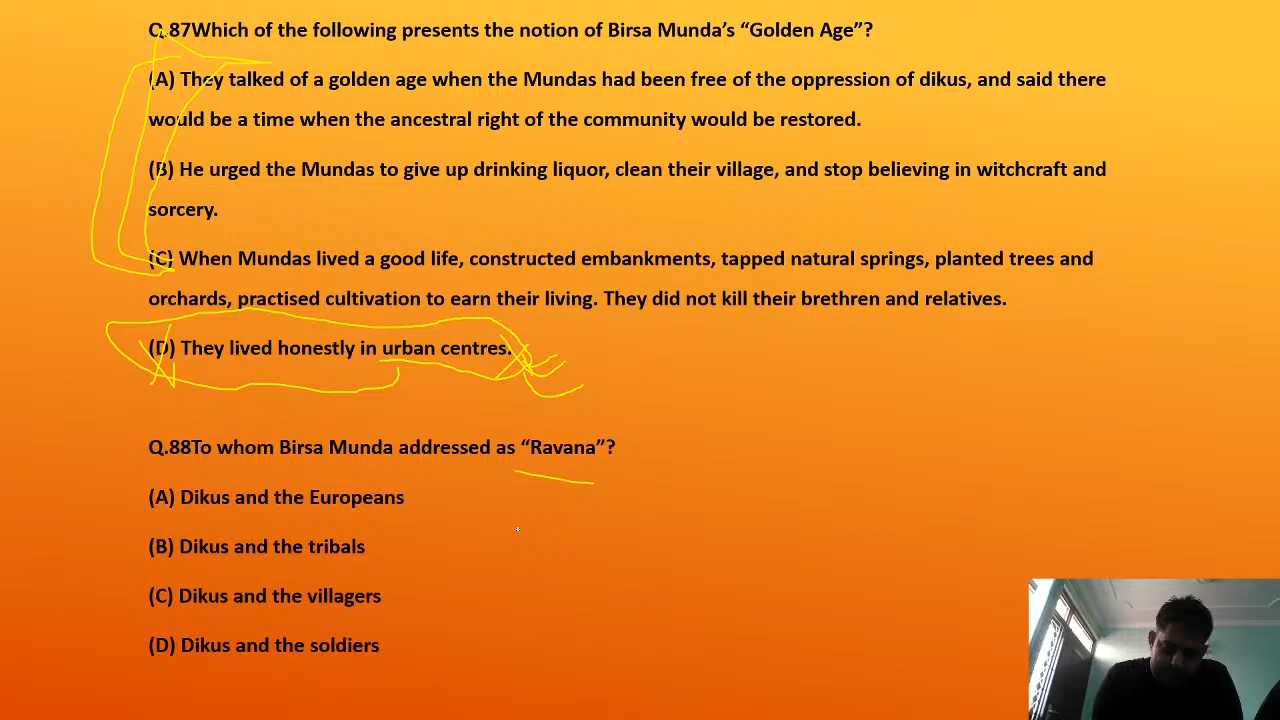 Q.87Which of the following presents the notion of Birsa Munda's “Golden Age”?
(A) They talked of a golden age when the Mundas had been free of the oppression of dikus, and said there
would be a time when the ancestral right of the community would be restored.
(B) He urged the Mundas to give up drinking liquor, clean their village, and stop believing in witchcraft and
sorcery.
(C) When Mundas lived a good life, constructed embankments, tapped natural springs, planted trees and
orchards, practised cultivation to earn their living. They did not kill their brethren and relatives.
(D) They lived honestly in urban centres.
Q.88To whom Birsa Munda addressed as “Ravana”?
(A) Dikus and the Europeans
(B) Dikus and the tribals
(C) Dikus and the villagers
(D) Dikus and the soldiers